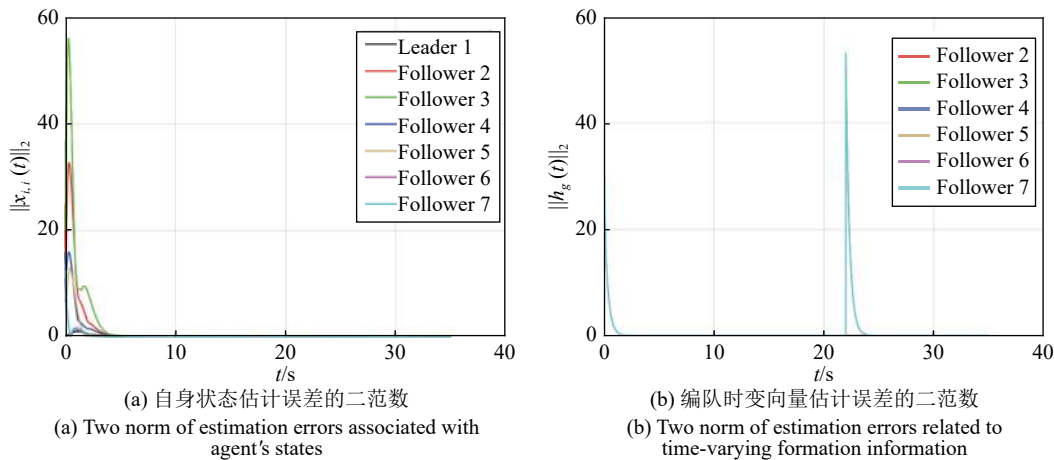 60
40
20
0
0
10
20
30
40
||x_{i,i} (t)||_2
t/s
Leader 1
Follower 2
Follower 3
Follower 4
Follower 5
Follower 6
Follower 7
(a) 自身状态估计误差的二范数
(a) Two norm of estimation errors associated with
agent's states
60
40
20
0
0
10
20
30
40
||h_g (t)||_2
t/s
Follower 2
Follower 3
Follower 4
Follower 5
Follower 6
Follower 7
(b) 编队时变向量估计误差的二范数
(b) Two norm of estimation errors related to
time-varying formation information